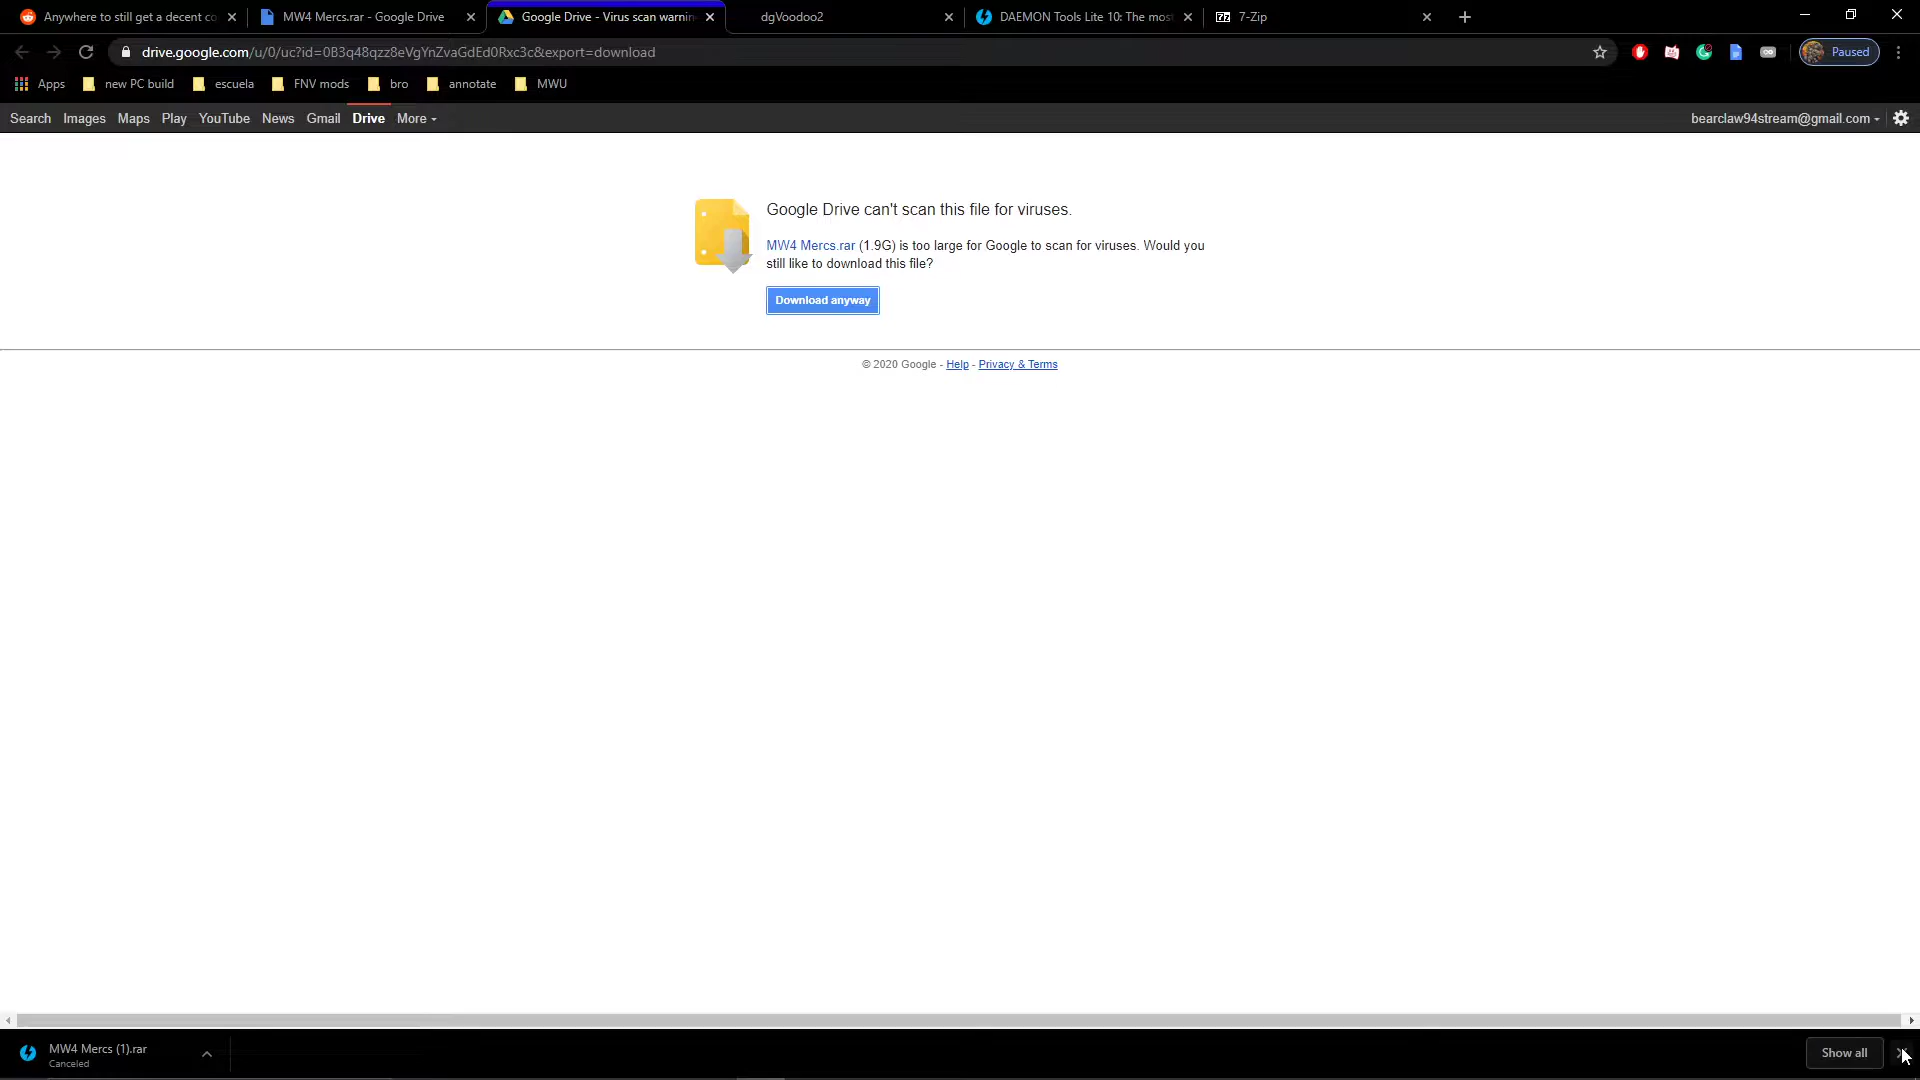 Anywhere to still get a decent co
MW4 Mercs.rar - Google Drive
Google Drive - Virus scan warnin
dgVoodoo2
DAEMON Tools Lite 10: The most
7-Zip
drive.google.com/u/0/uc?id=0B3q48qzz8eVgYnZvaGdEd0Rxc3c&export=download
Paused
Apps
new PC build
escuela
FNV mods
bro
annotate
MWU
Search Images Maps Play YouTube News Gmail Drive More
bearclaw94stream@gmail.com
Google Drive can't scan this file for viruses.
MW4 Mercs.rar (1.9G) is too large for Google to scan for viruses. Would you
still like to download this file?
Download anyway
© 2020 Google - Help - Privacy & Terms
MW4 Mercs (1).rar
Canceled
Show all